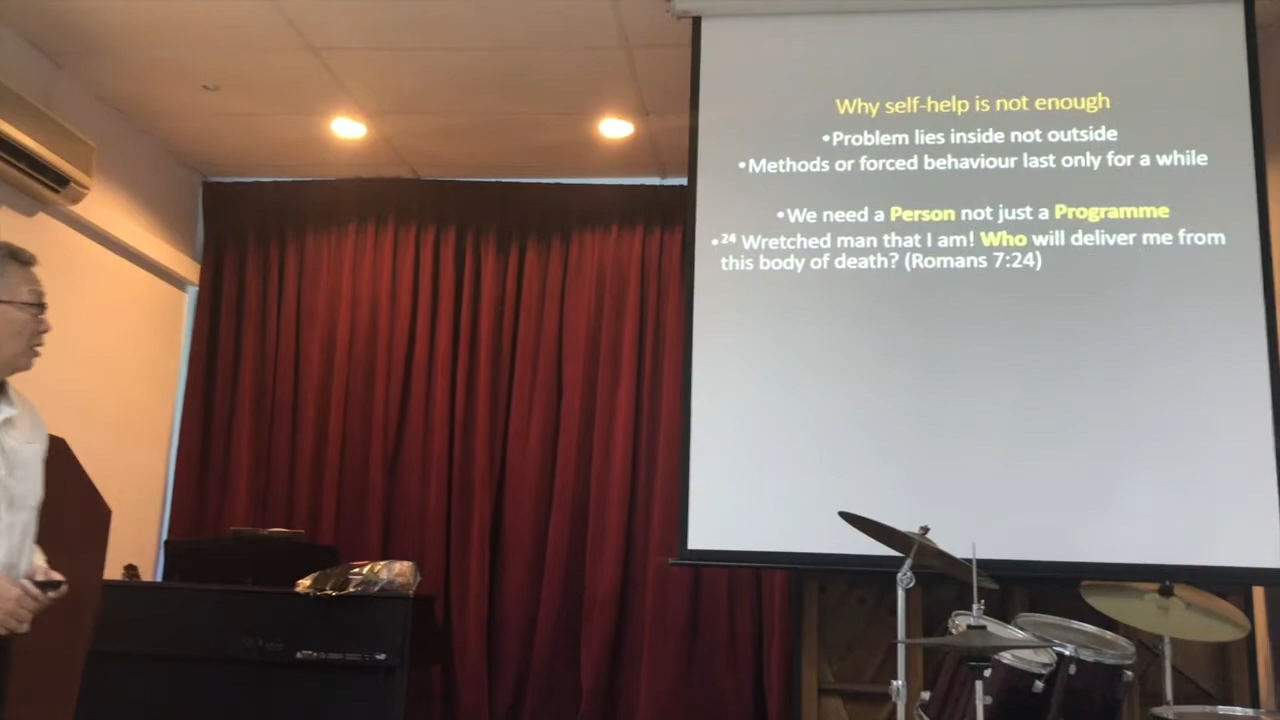 Why self-help is not enough
•Problem lies inside not outside
•Methods or forced behaviour last only for a while
•We need a Person not just a Programme
•24 Wretched man that I am! Who will deliver me from
this body of death? (Romans 7:24)